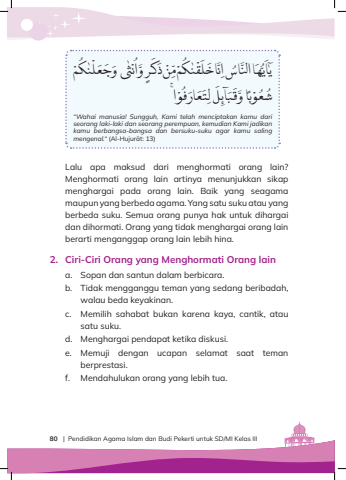 يٰٓاَيُّهَا النَّاسُ اِنَّا خَلَقْنٰكُمْ مِّنْ ذَكَرٍ وَّاُنْثٰى وَجَعَلْنٰكُمْ
شُعُوْبًا وَّقَبَاۤىِٕلَ لِتَعَارَفُوْاۚ
"Wahai manusia! Sungguh, Kami telah menciptakan kamu dari
seorang laki-laki dan seorang perempuan, kemudian Kami jadikan
kamu berbangsa-bangsa dan bersuku-suku agar kamu saling
mengenal." (Al-Hujurāt: 13)
Lalu apa maksud dari menghormati orang lain?
Menghormati orang lain artinya menunjukkan sikap
menghargai pada orang lain. Baik yang seagama
maupun yang berbeda agama. Yang satu suku atau yang
berbeda suku. Semua orang punya hak untuk dihargai
dan dihormati. Orang yang tidak menghargai orang lain
berarti menganggap orang lain lebih hina.
2. Ciri-Ciri Orang yang Menghormati Orang lain
a. Sopan dan santun dalam berbicara.
b. Tidak mengganggu teman yang sedang beribadah,
walau beda keyakinan.
c. Memilih sahabat bukan karena kaya, cantik, atau
satu suku.
d. Menghargai pendapat ketika diskusi.
e. Memuji dengan ucapan selamat saat teman
berprestasi.
f. Mendahulukan orang yang lebih tua.
80 | Pendidikan Agama Islam dan Budi Pekerti untuk SD/MI Kelas III